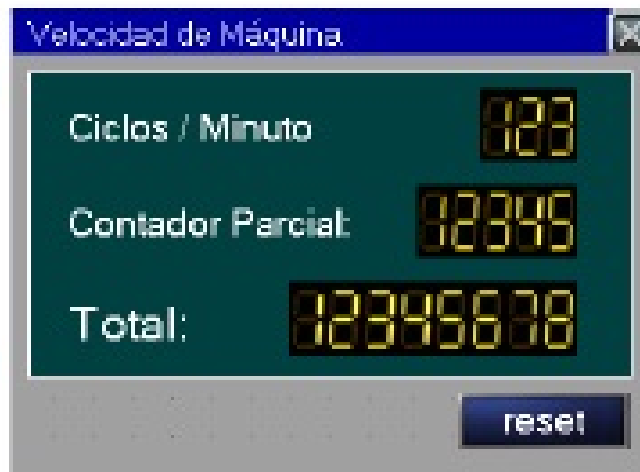 Velocidad de Máquina
Ciclos / Minuto 123
Contador Parcial: 12345
Total: 12345678
reset